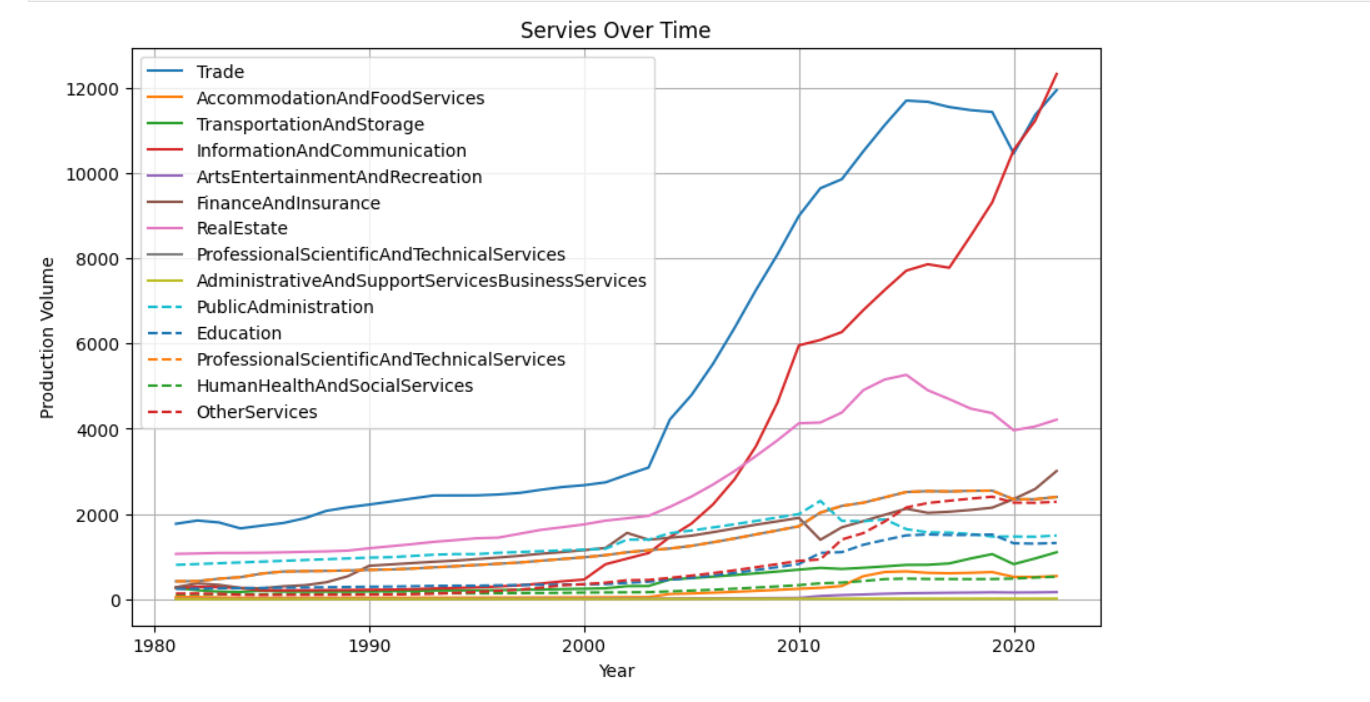 Servies Over Time
Trade
AccommodationAndFoodServices
TransportationAndStorage
InformationAndCommunication
ArtsEntertainmentAndRecreation
FinanceAndInsurance
RealEstate
ProfessionalScientificAndTechnicalServices
AdministrativeAndSupportServicesBusinessServices
PublicAdministration
Education
ProfessionalScientificAndTechnicalServices
HumanHealthAndSocialServices
OtherServices
Production Volume
12000
10000
8000
6000
4000
2000
0
1980 1990 2000 2010 2020
Year